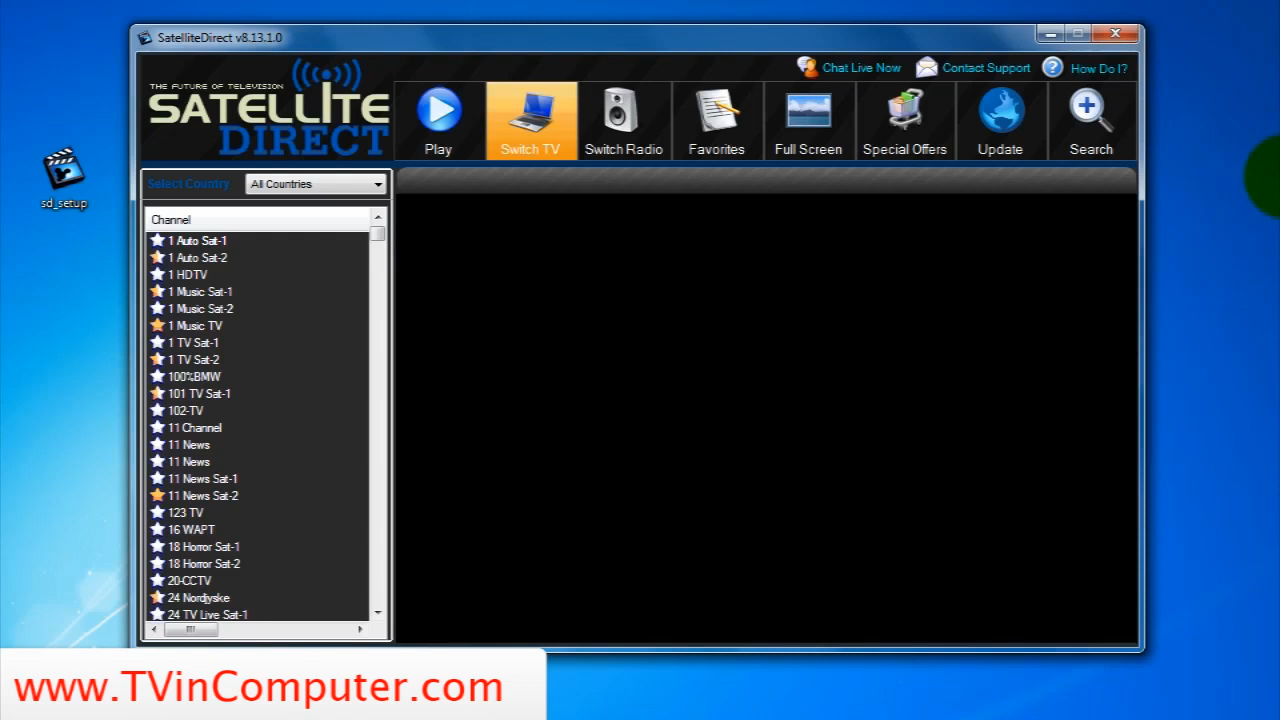 SatelliteDirect v8.13.1.0
Chat Live Now
Contact Support
How Do I?
THE FUTURE OF TELEVISION
SATELLITE
DIRECT
Play
Switch TV
Switch Radio
Favorites
Full Screen
Special Offers
Update
Search
sd_setup
Select Country
All Countries
Channel
1 Auto Sat-1
1 Auto Sat-2
1 HDTV
1 Music Sat-1
1 Music Sat-2
1 Music TV
1 TV Sat-1
1 TV Sat-2
100%BMW
101 TV Sat-1
102-TV
11 Channel
11 News
11 News
11 News Sat-1
11 News Sat-2
123 TV
16 WAPT
18 Horror Sat-1
18 Horror Sat-2
20-CCTV
24 Nordjyske
24 TV Live Sat-1
www.TVinComputer.com